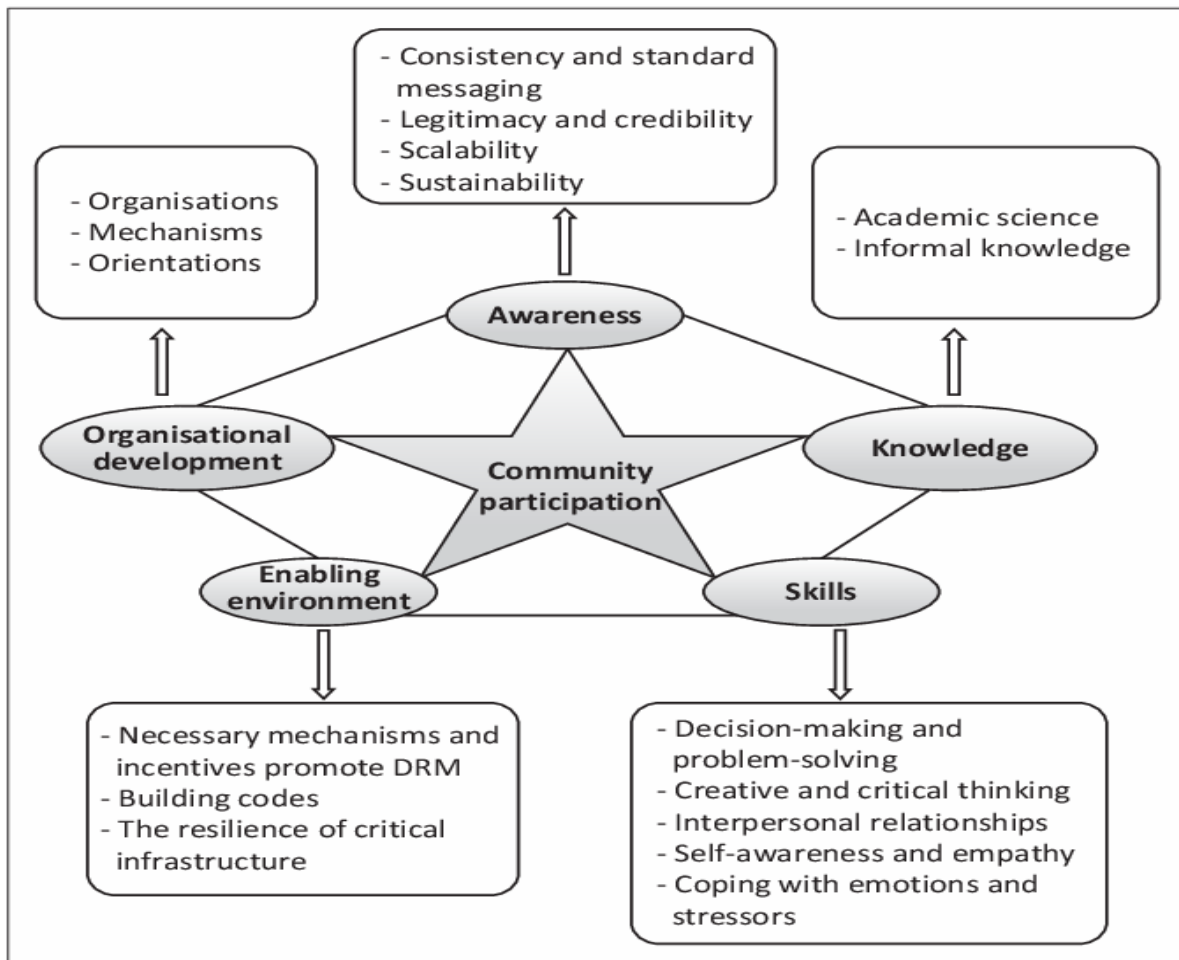 - Consistency and standard
messaging
- Legitimacy and credibility
- Scalability
- Sustainability
- Organisations
- Mechanisms
- Orientations
- Academic science
- Informal knowledge
Awareness
Organisational
development
Knowledge
Community
participation
Enabling
environment
Skills
- Necessary mechanisms and
incentives promote DRM
- Building codes
- The resilience of critical
infrastructure
- Decision-making and
problem-solving
- Creative and critical thinking
- Interpersonal relationships
- Self-awareness and empathy
- Coping with emotions and
stressors